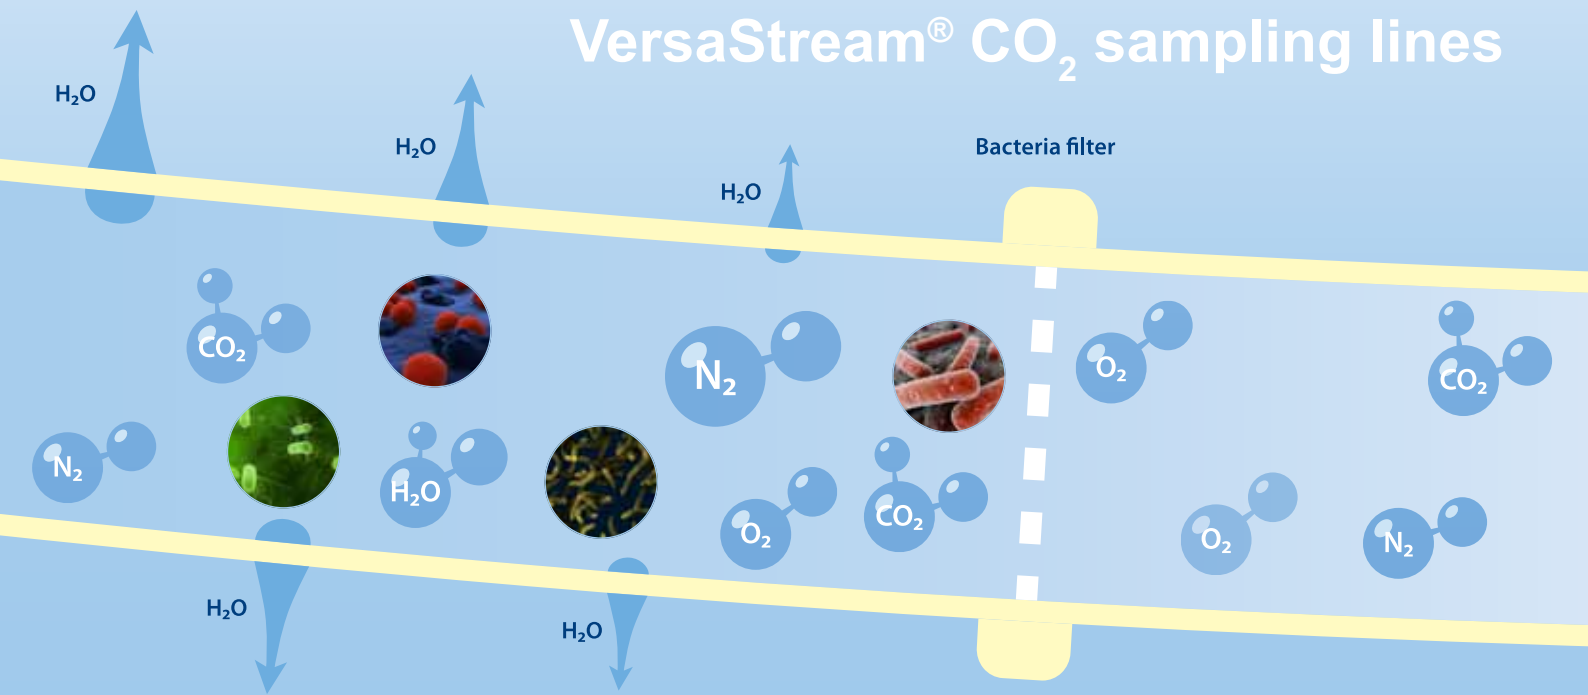 VersaStream® CO₂ sampling lines
H₂O
H₂O
Bacteria filter
H₂O
CO₂
O₂
N₂
CO₂
N₂
H₂O
CO₂
O₂
O₂
N₂
H₂O
H₂O